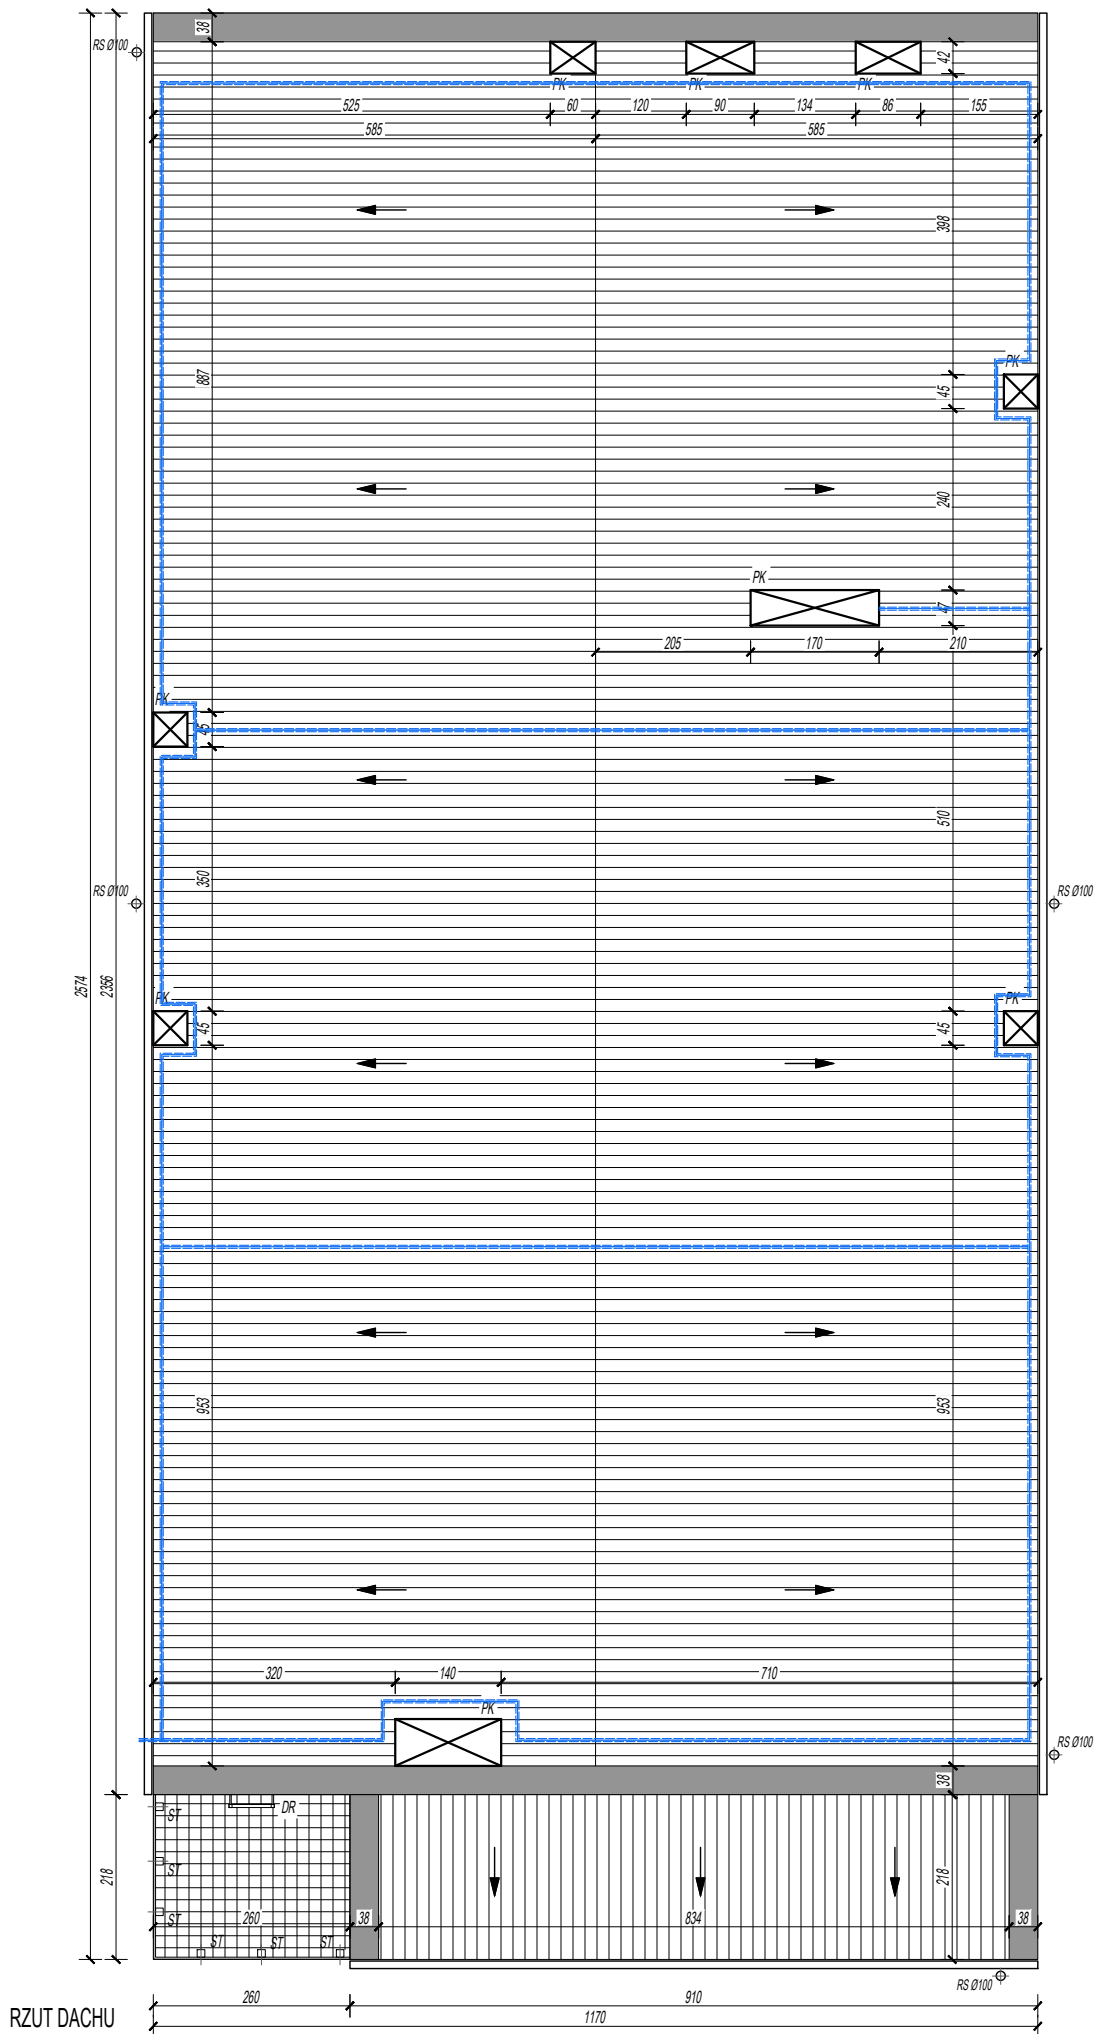 38
RS Ø100
42
PK PK PK
525 60 120 90 134 86 155
585 585
398
887
PK
45
240
PK
47
205 170 210
PK
45
510
350
RS Ø100 RS Ø100
2574 2356
PK PK
45 45
953 953
320 140 710
PK
RS Ø100
38
DR
ST
ST
218 218
ST 260 38 834 38
ST ST ST
RS Ø100
260 910
RZUT DACHU
1170